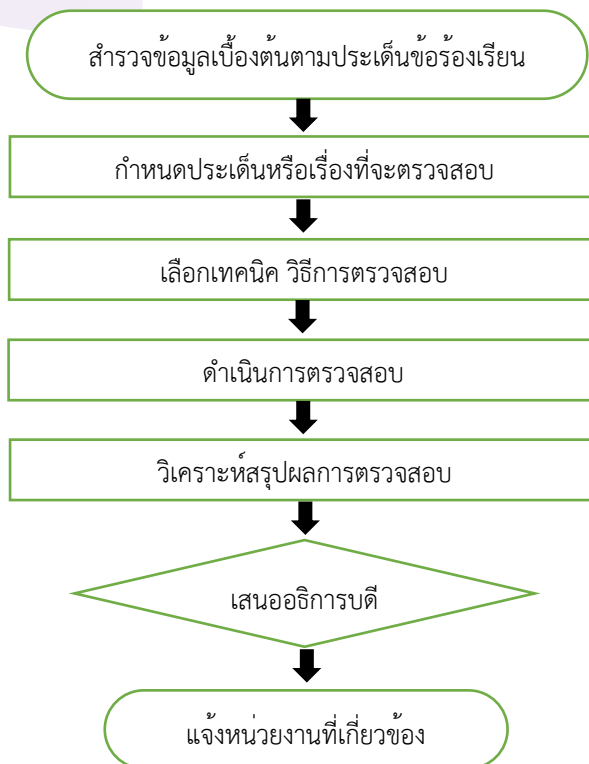 สำรวจข้อมูลเบื้องต้นตามประเด็นข้อร้องเรียน
กำหนดประเด็นหรือเรื่องที่จะตรวจสอบ
เลือกเทคนิค วิธีการตรวจสอบ
ดำเนินการตรวจสอบ
วิเคราะห์สรุปผลการตรวจสอบ
เสนออธิการบดี
แจ้งหน่วยงานที่เกี่ยวข้อง